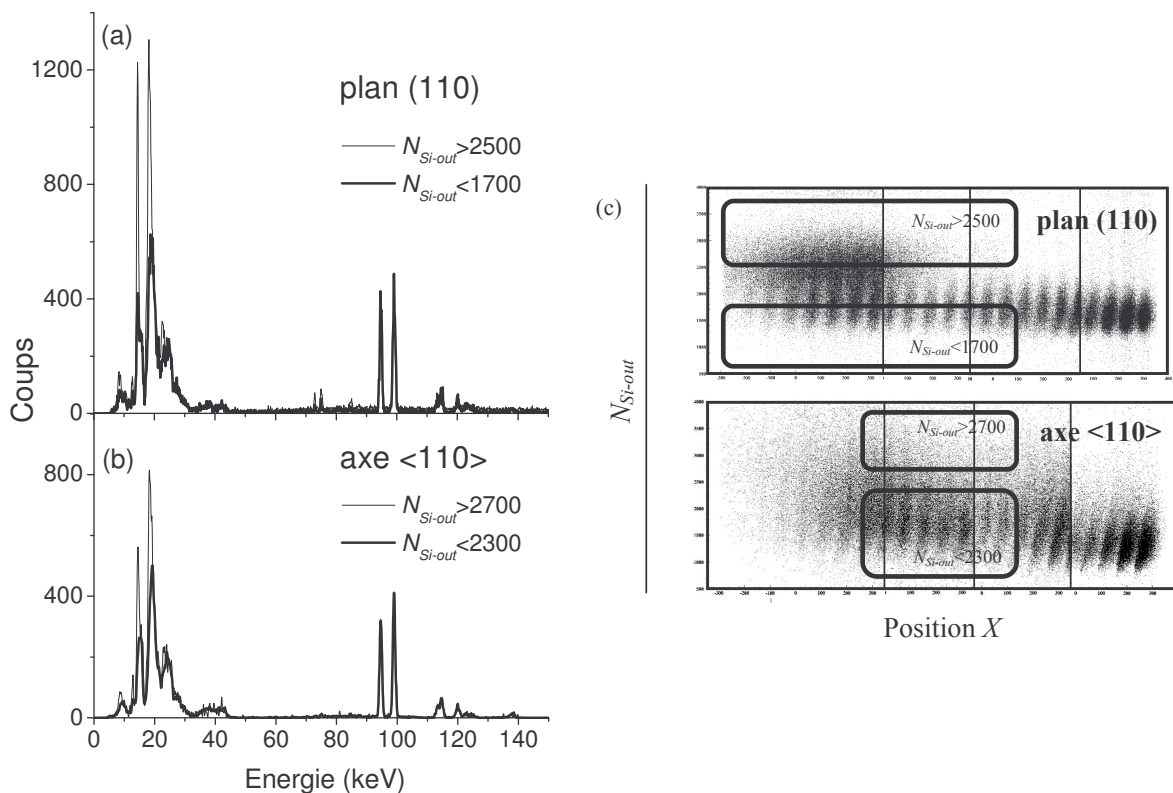 (a)
plan (110)
N_Si-out>2500
N_Si-out<1700
1200
800
400
0
Coups
(b)
axe <110>
N_Si-out>2700
N_Si-out<2300
800
400
0
0 20 40 60 80 100 120 140
Energie (keV)
(c)
N_Si-out
N_Si-out>2500
plan (110)
N_Si-out<1700
N_Si-out>2700
axe <110>
N_Si-out<2300
Position X